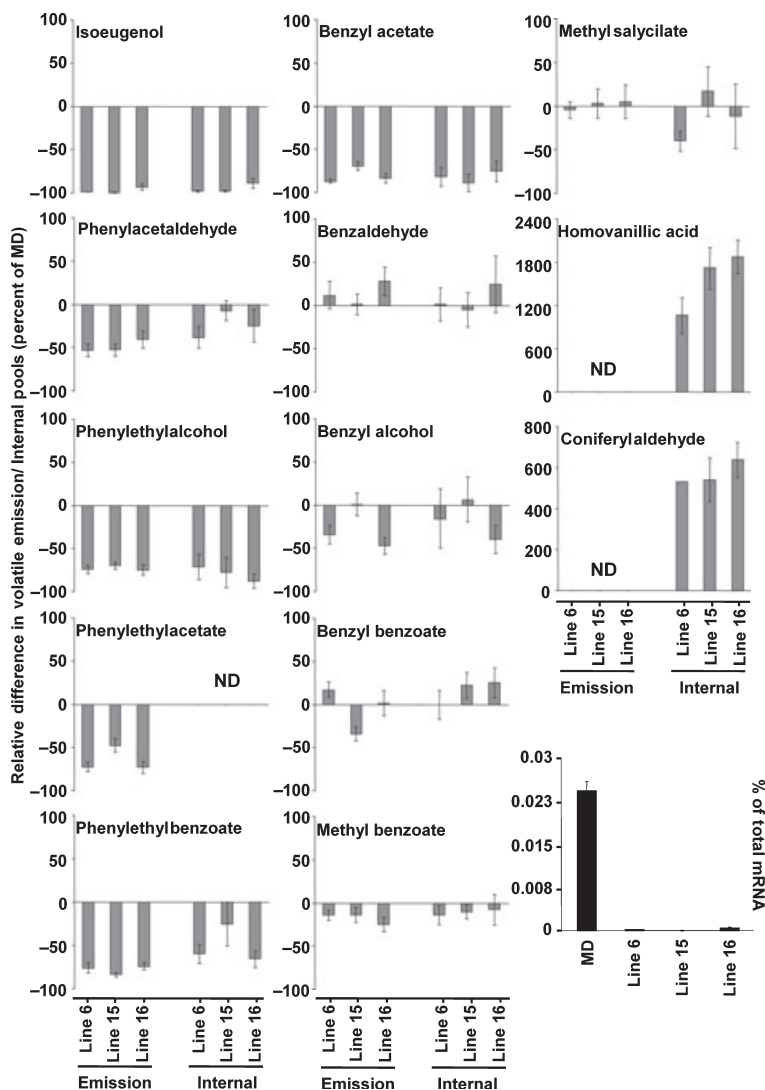 Relative difference in volatile emission/ Internal pools (percent of MD)
Isoeugenol
100
50
0
−50
−100
Phenylacetaldehyde
100
50
0
−50
−100
Phenylethylalcohol
100
50
0
−50
−100
Phenylethylacetate
100
50
0
−50
−100
ND
Phenylethylbenzoate
100
50
0
−50
−100
Line 6
Line 15
Line 16
Line 6
Line 15
Line 16
Emission
Internal
Benzyl acetate
100
50
0
−50
−100
Benzaldehyde
100
50
0
−50
−100
Benzyl alcohol
100
50
0
−50
−100
Benzyl benzoate
100
50
0
−50
−100
Methyl benzoate
100
50
0
−50
−100
Line 6
Line 15
Line 16
Line 6
Line 15
Line 16
Emission
Internal
Methyl salycilate
100
50
0
−50
−100
Homovanillic acid
2400
1800
1200
600
0
ND
Coniferylaldehyde
800
600
400
200
0
ND
Line 6
Line 15
Line 16
Line 6
Line 15
Line 16
Emission
Internal
0.03
0.023
0.015
0.008
0
% of total mRNA
MD
Line 6
Line 15
Line 16